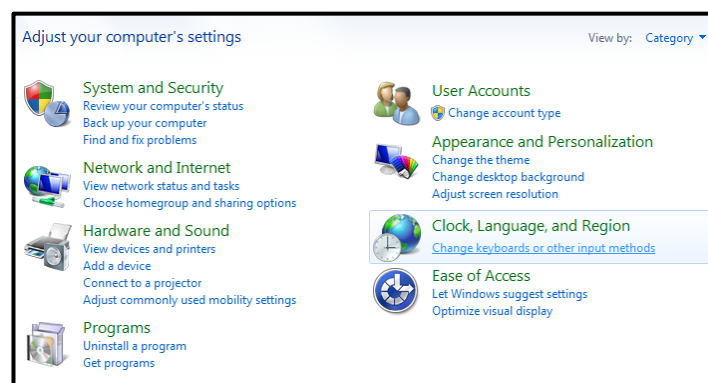 Adjust your computer's settings
View by: Category
System and Security
Review your computer's status
Back up your computer
Find and fix problems
Network and Internet
View network status and tasks
Choose homegroup and sharing options
Hardware and Sound
View devices and printers
Add a device
Connect to a projector
Adjust commonly used mobility settings
Programs
Uninstall a program
Get programs
User Accounts
Change account type
Appearance and Personalization
Change the theme
Change desktop background
Adjust screen resolution
Clock, Language, and Region
Change keyboards or other input methods
Ease of Access
Let Windows suggest settings
Optimize visual display